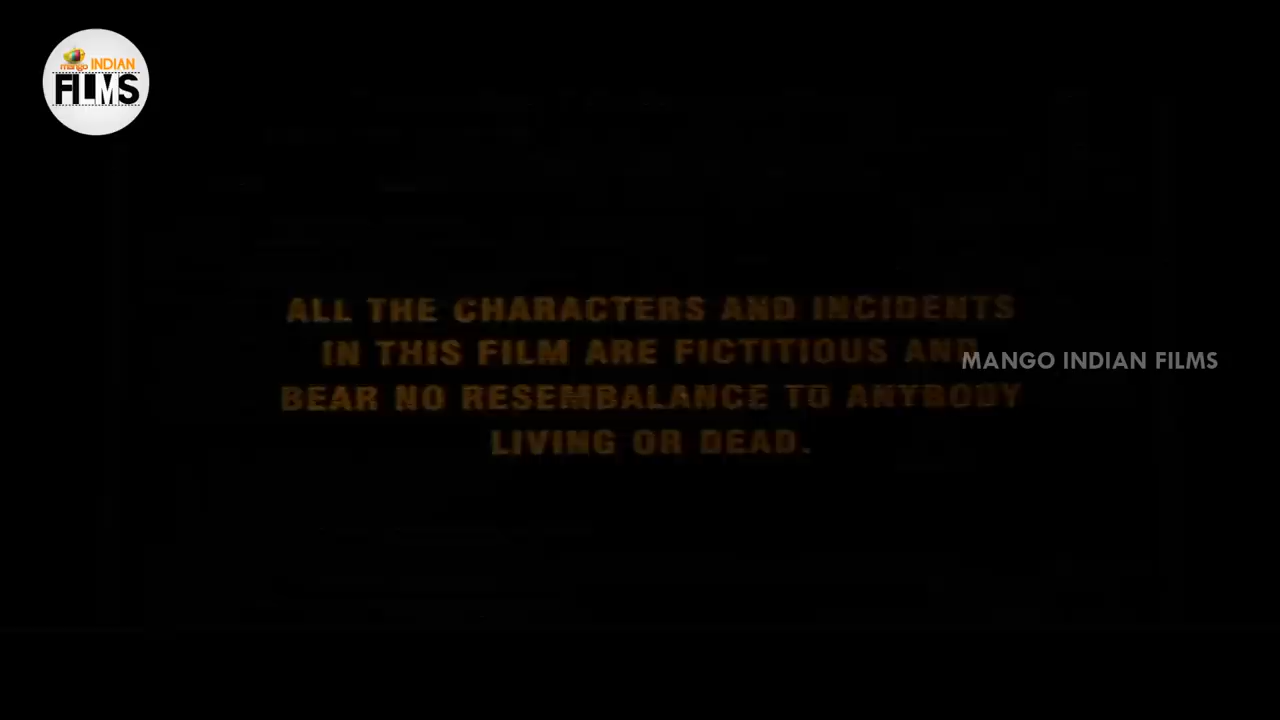 mango INDIAN
FILMS
ALL THE CHARACTERS AND INCIDENTS
IN THIS FILM ARE FICTITIOUS AND
MANGO INDIAN FILMS
BEAR NO RESEMBALANCE TO ANYBODY
LIVING OR DEAD.